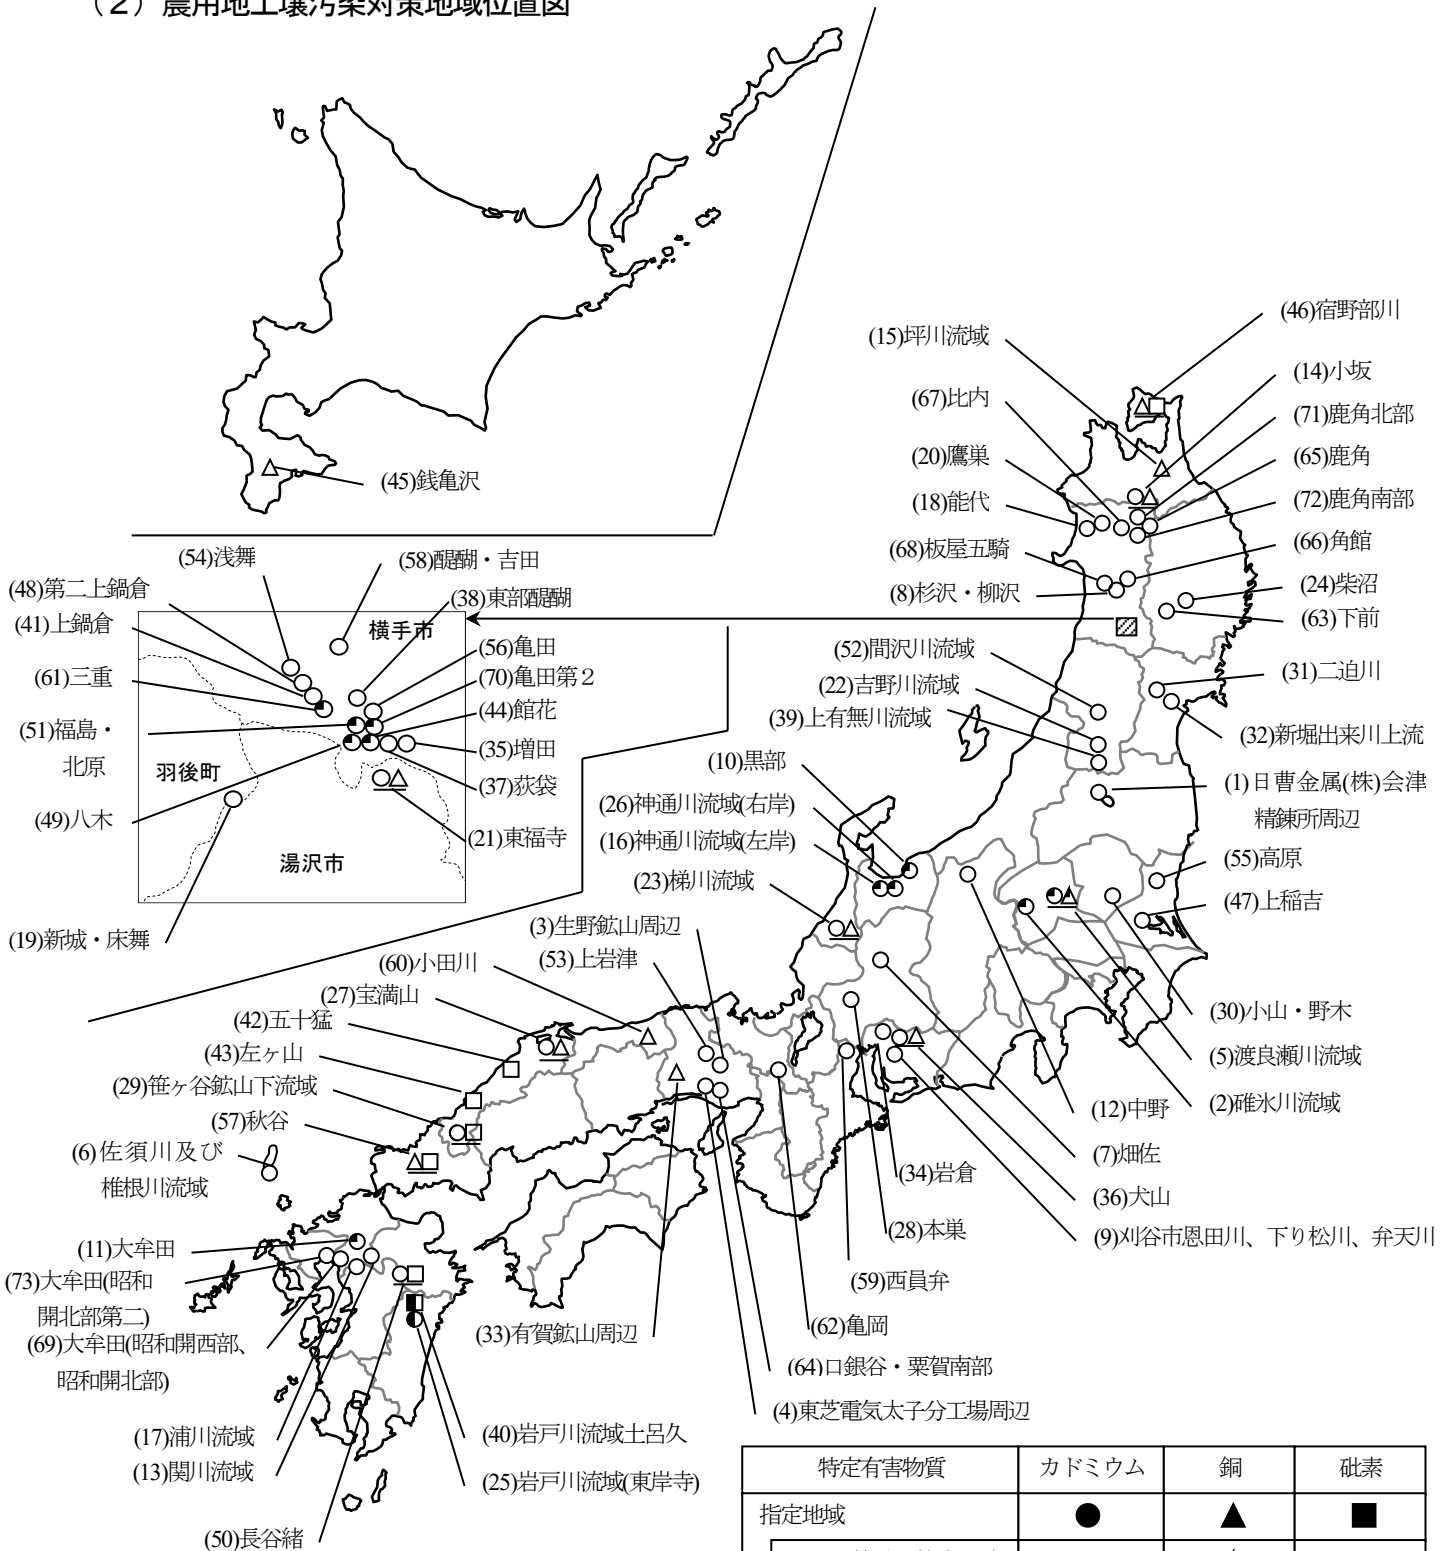 （２）農用地土壌汚染対策地域位置図
(45)銭亀沢
(46)宿野部川
(15)坪川流域
(14)小坂
(67)比内
(71)鹿角北部
(20)鷹巣
(65)鹿角
(18)能代
(72)鹿角南部
(68)板屋五騎
(66)角館
(8)杉沢・柳沢
(24)柴沼
(63)下前
(52)間沢川流域
(31)二迫川
(22)吉野川流域
(39)上有無川流域
(32)新堀出来川上流
(10)黒部
(1)日曹金属(株)会津
精錬所周辺
(26)神通川流域(右岸)
(16)神通川流域(左岸)
(55)高原
(23)梯川流域
(47)上稲吉
(54)浅舞
(58)醍醐・吉田
(48)第二上鍋倉
(38)東部醍醐
(41)上鍋倉
横手市
(56)亀田
(61)三重
(70)亀田第２
(44)館花
(51)福島・
北原
(35)増田
羽後町
(37)荻袋
(49)八木
(21)東福寺
湯沢市
(19)新城・床舞
(3)生野鉱山周辺
(53)上岩津
(60)小田川
(27)宝満山
(42)五十猛
(43)左ヶ山
(29)笹ヶ谷鉱山下流域
(57)秋谷
(6)佐須川及び
椎根川流域
(30)小山・野木
(5)渡良瀬川流域
(2)碓氷川流域
(12)中野
(7)畑佐
(34)岩倉
(36)犬山
(28)本巣
(9)刈谷市恩田川、下り松川、弁天川
(59)西員弁
(62)亀岡
(33)有賀鉱山周辺
(64)口銀谷・粟賀南部
(4)東芝電気太子分工場周辺
(11)大牟田
(73)大牟田(昭和
開北部第二)
(69)大牟田(昭和開西部、
昭和開北部)
(17)浦川流域
(13)関川流域
(50)長谷緒
(40)岩戸川流域土呂久
(25)岩戸川流域(東岸寺)
特定有害物質 カドミウム 銅 砒素
指定地域 ● ▲ ■